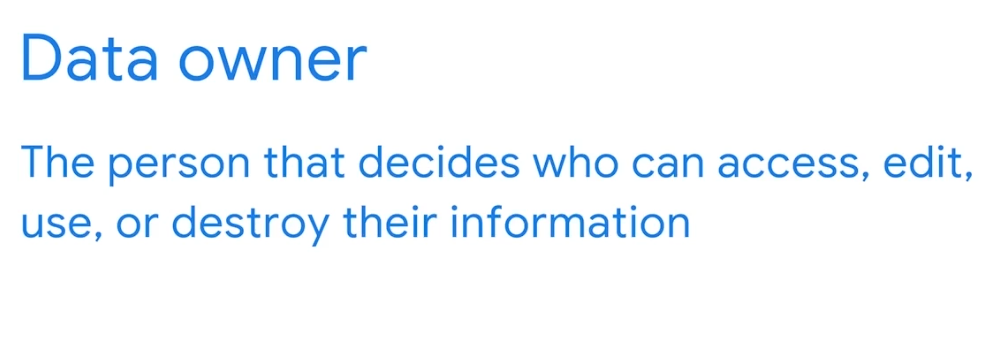 Data owner
The person that decides who can access, edit,
use, or destroy their information